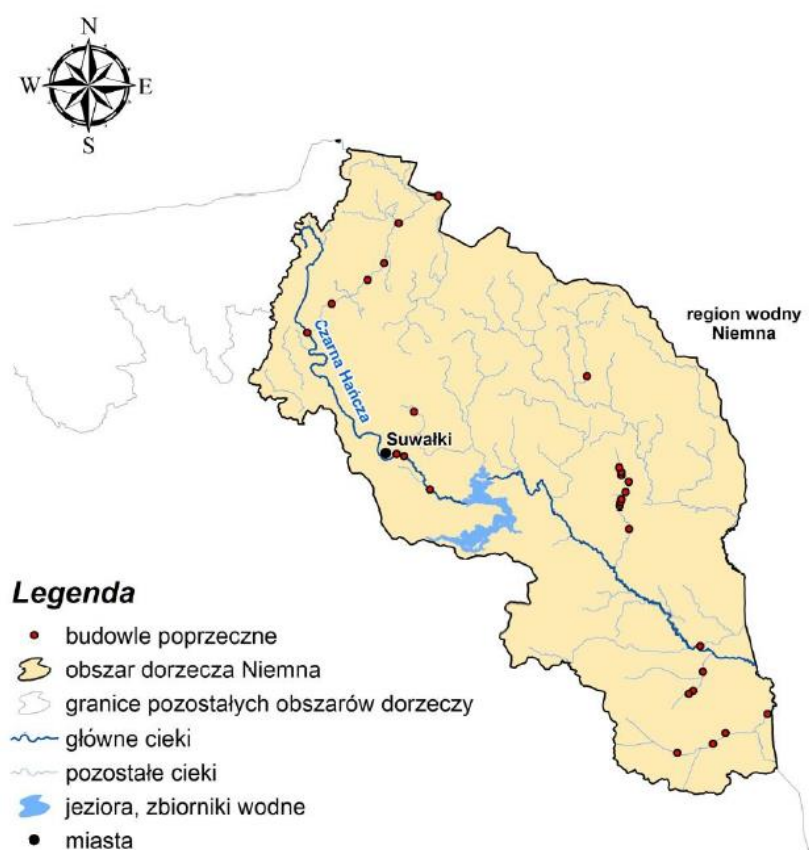 N
W E
S
region wodny
Niemna
Czarna Hańcza
Suwałki
Legenda
budowle poprzeczne
obszar dorzecza Niemna
granice pozostałych obszarów dorzeczy
główne cieki
pozostałe cieki
jeziora, zbiorniki wodne
miasta